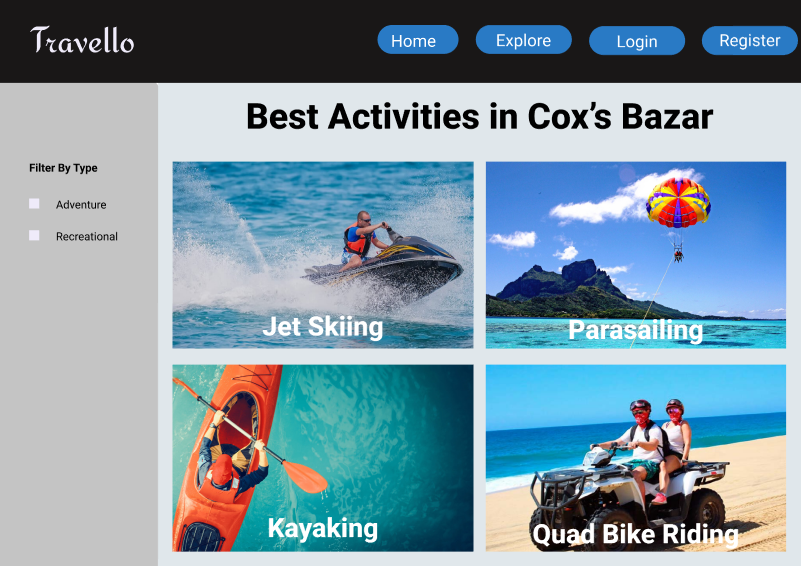 Travello
Home
Explore
Login
Register
Best Activities in Cox’s Bazar
Filter By Type
Adventure
Recreational
Jet Skiing
Parasailing
Kayaking
Quad Bike Riding